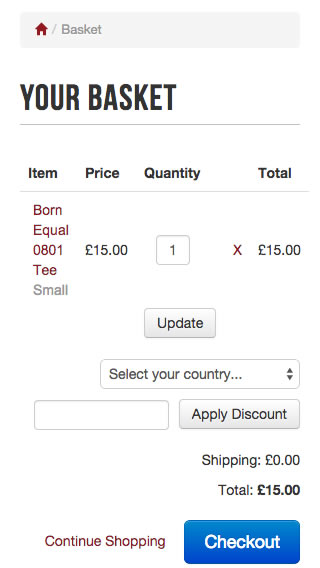 / Basket
YOUR BASKET
Item Price Quantity Total
Born
Equal
0801 £15.00 1 X £15.00
Tee
Small
Update
Select your country...
Apply Discount
Shipping: £0.00
Total: £15.00
Continue Shopping Checkout